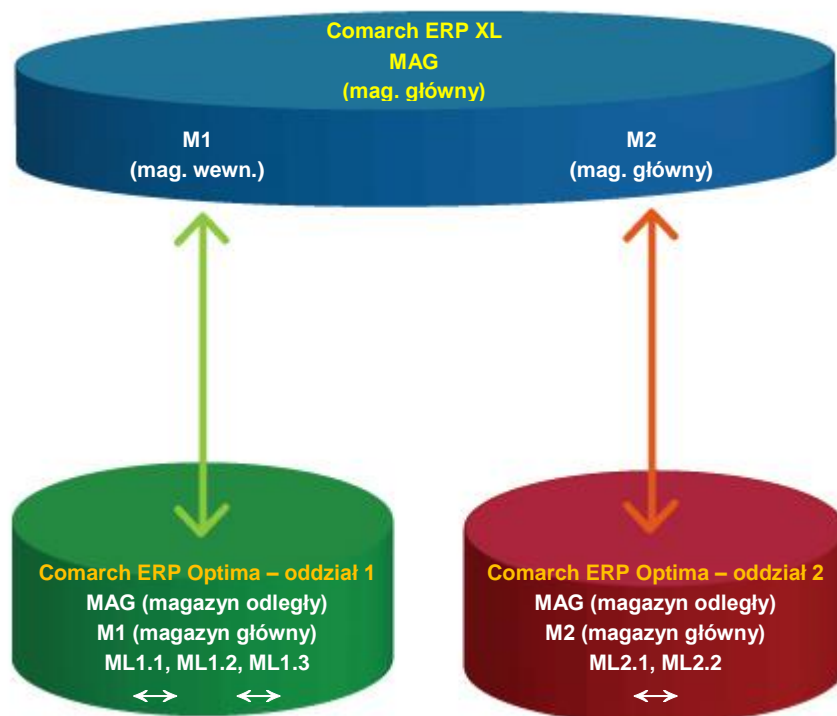 Comarch ERP XL
MAG
(mag. główny)
M1
(mag. wewn.)
M2
(mag. główny)
Comarch ERP Optima – oddział 1
MAG (magazyn odległy)
M1 (magazyn główny)
ML1.1, ML1.2, ML1.3
Comarch ERP Optima – oddział 2
MAG (magazyn odległy)
M2 (magazyn główny)
ML2.1, ML2.2